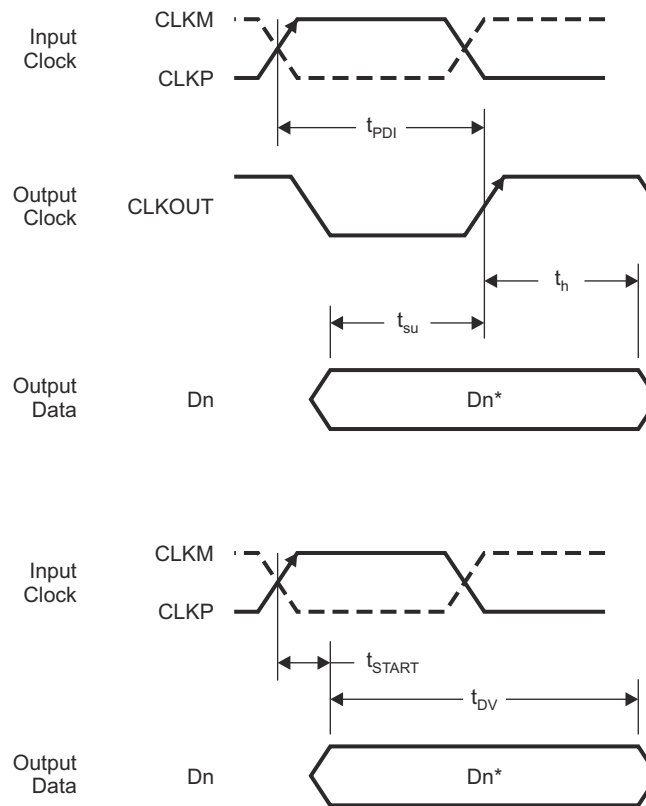 Input
Clock
CLKM
CLKP
tPDI
Output
Clock
CLKOUT
th
tsu
Output
Data
Dn
Dn*
Input
Clock
CLKM
CLKP
tSTART
tDV
Output
Data
Dn
Dn*